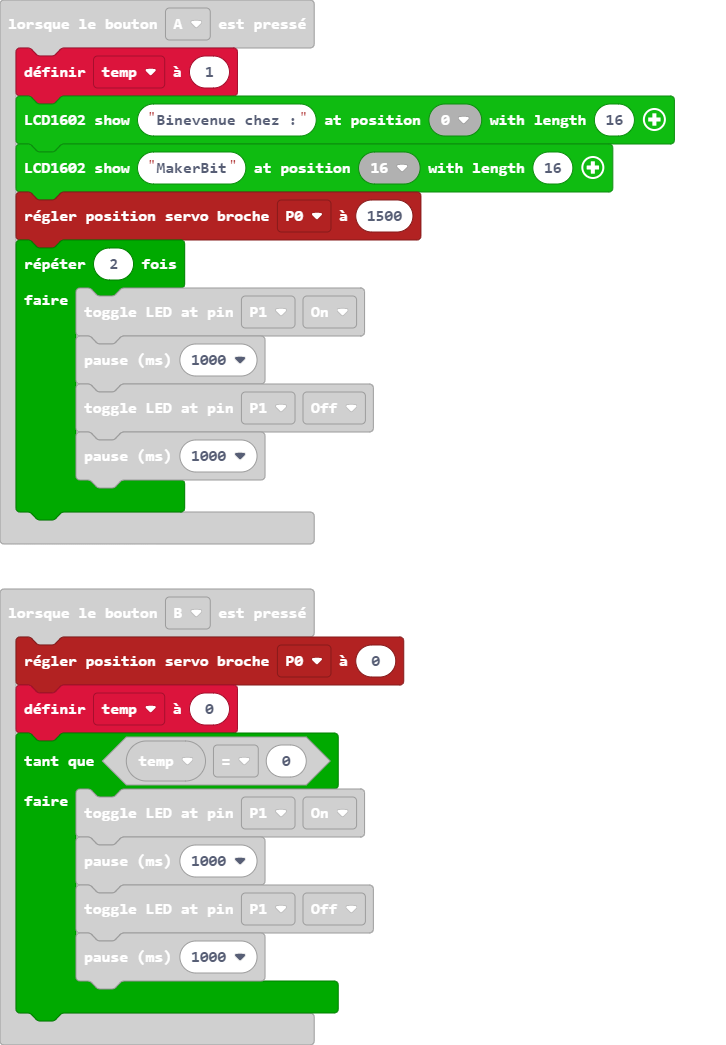 lorsque le bouton A est pressé
définir temp à 1
LCD1602 show "Binevenue chez :" at position 0 with length 16
LCD1602 show "MakerBit" at position 16 with length 16
régler position servo broche P0 à 1500
répéter 2 fois
faire
toggle LED at pin P1 On
pause (ms) 1000
toggle LED at pin P1 Off
pause (ms) 1000
lorsque le bouton B est pressé
régler position servo broche P0 à 0
définir temp à 0
tant que temp = 0
faire
toggle LED at pin P1 On
pause (ms) 1000
toggle LED at pin P1 Off
pause (ms) 1000